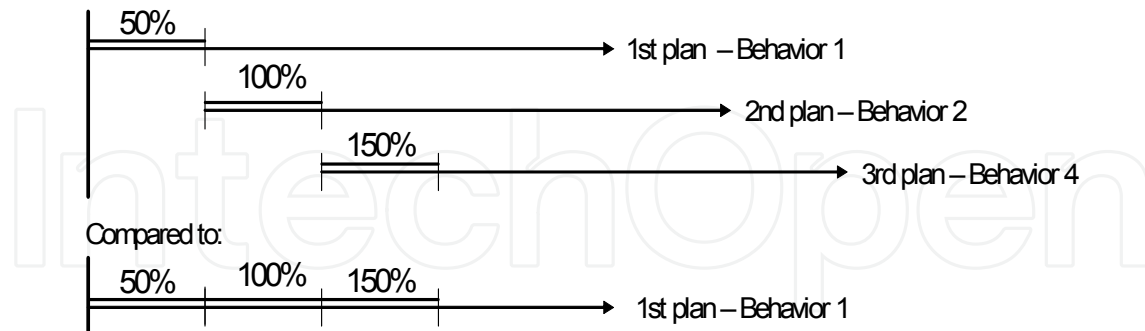 50%
1st plan – Behavior 1
100%
2nd plan – Behavior 2
150%
3rd plan – Behavior 4
IntechOpen
Compared to:
50% 100% 150%
1st plan – Behavior 1